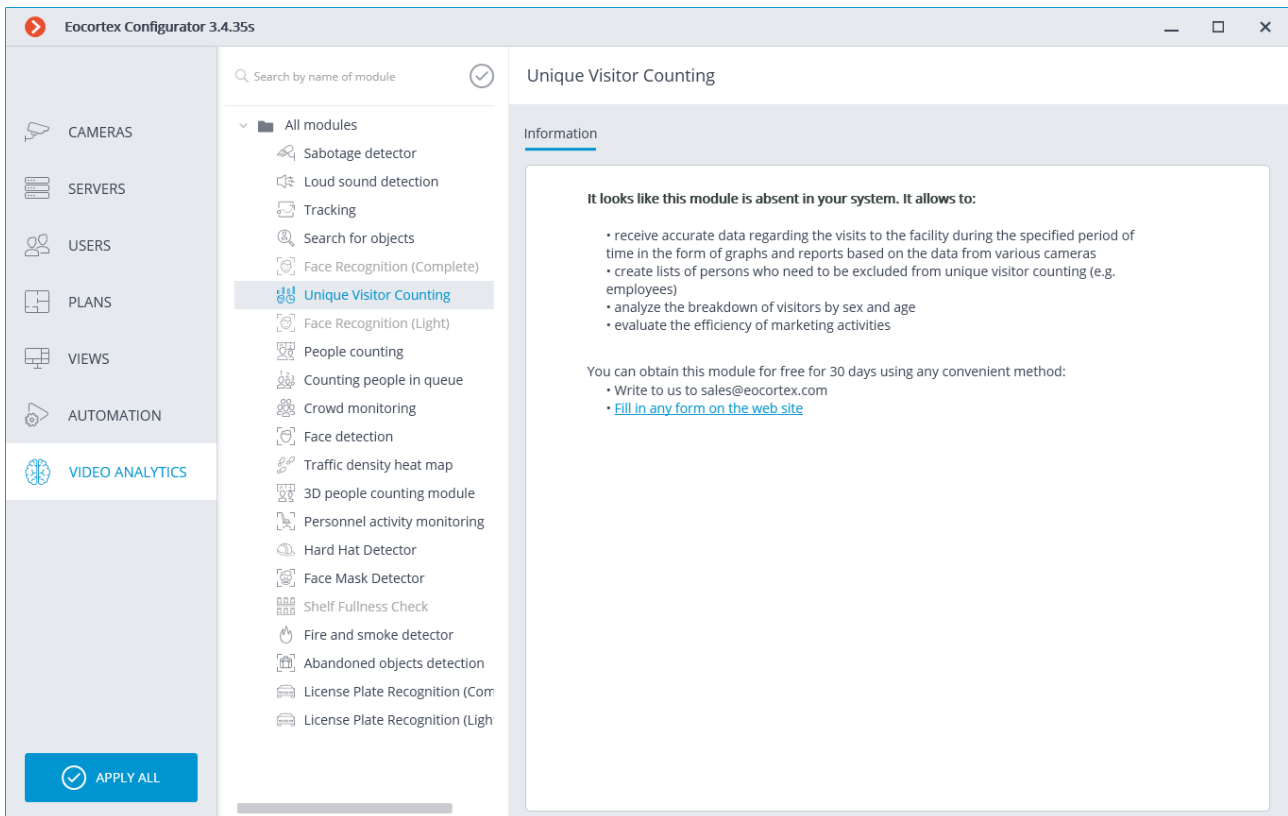 Eocortex Configurator 3.4.35s
CAMERAS
SERVERS
USERS
PLANS
VIEWS
AUTOMATION
VIDEO ANALYTICS
APPLY ALL
Search by name of module
All modules
Sabotage detector
Loud sound detection
Tracking
Search for objects
Face Recognition (Complete)
Unique Visitor Counting
Face Recognition (Light)
People counting
Counting people in queue
Crowd monitoring
Face detection
Traffic density heat map
3D people counting module
Personnel activity monitoring
Hard Hat Detector
Face Mask Detector
Shelf Fullness Check
Fire and smoke detector
Abandoned objects detection
License Plate Recognition (Com
License Plate Recognition (Ligh
Unique Visitor Counting
Information
It looks like this module is absent in your system. It allows to:
• receive accurate data regarding the visits to the facility during the specified period of
time in the form of graphs and reports based on the data from various cameras
• create lists of persons who need to be excluded from unique visitor counting (e.g.
employees)
• analyze the breakdown of visitors by sex and age
• evaluate the efficiency of marketing activities
You can obtain this module for free for 30 days using any convenient method:
• Write to us to sales@eocortex.com
• Fill in any form on the web site